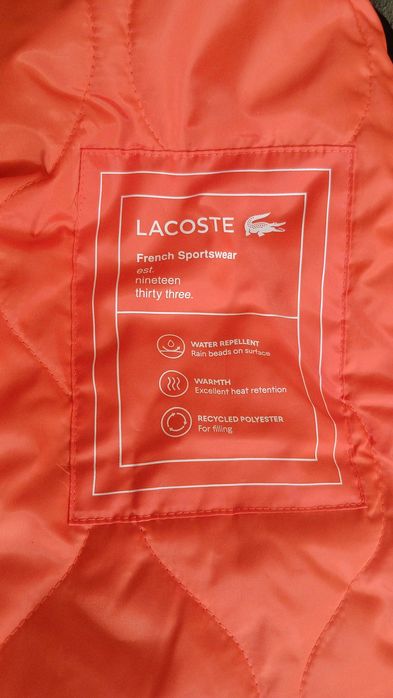 LACOSTE
French Sportswear
est.
nineteen
thirty three.
WATER REPELLENT
Rain beads on surface
WARMTH
Excellent heat retention
RECYCLED POLYESTER
For filling